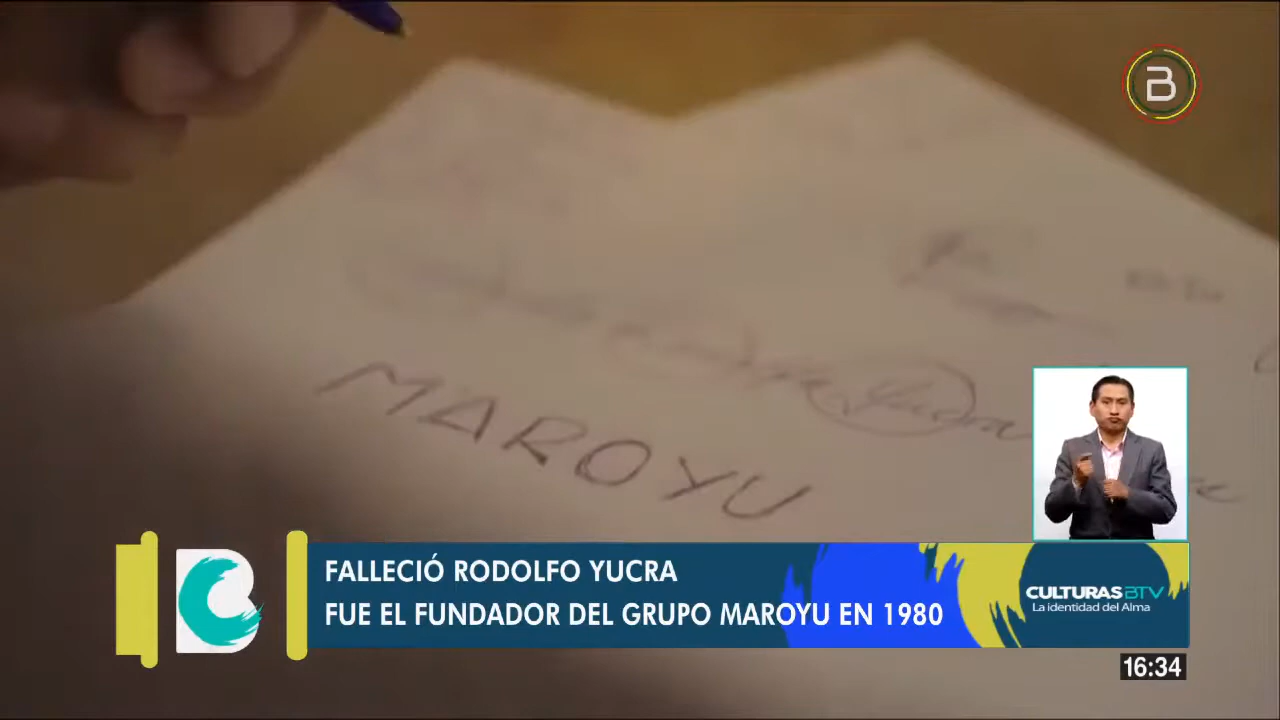 B
MAROYU
Yucra
FALLECIÓ RODOLFO YUCRA
FUE EL FUNDADOR DEL GRUPO MAROYU EN 1980
CULTURAS BTV
La identidad del Alma
16:34